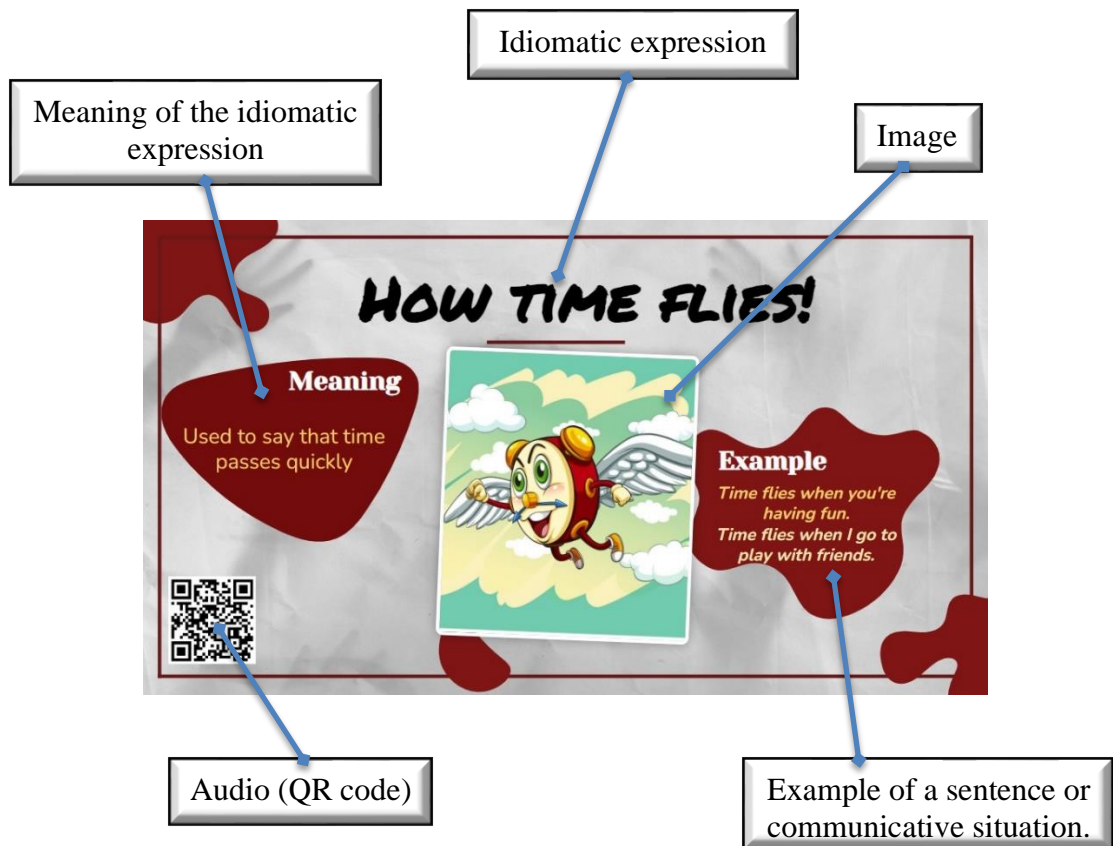 Idiomatic expression
Meaning of the idiomatic
expression
Image
How time flies!
Meaning
Used to say that time
passes quickly
Example
Time flies when you're
having fun.
Time flies when I go to
play with friends.
Audio (QR code)
Example of a sentence or
communicative situation.